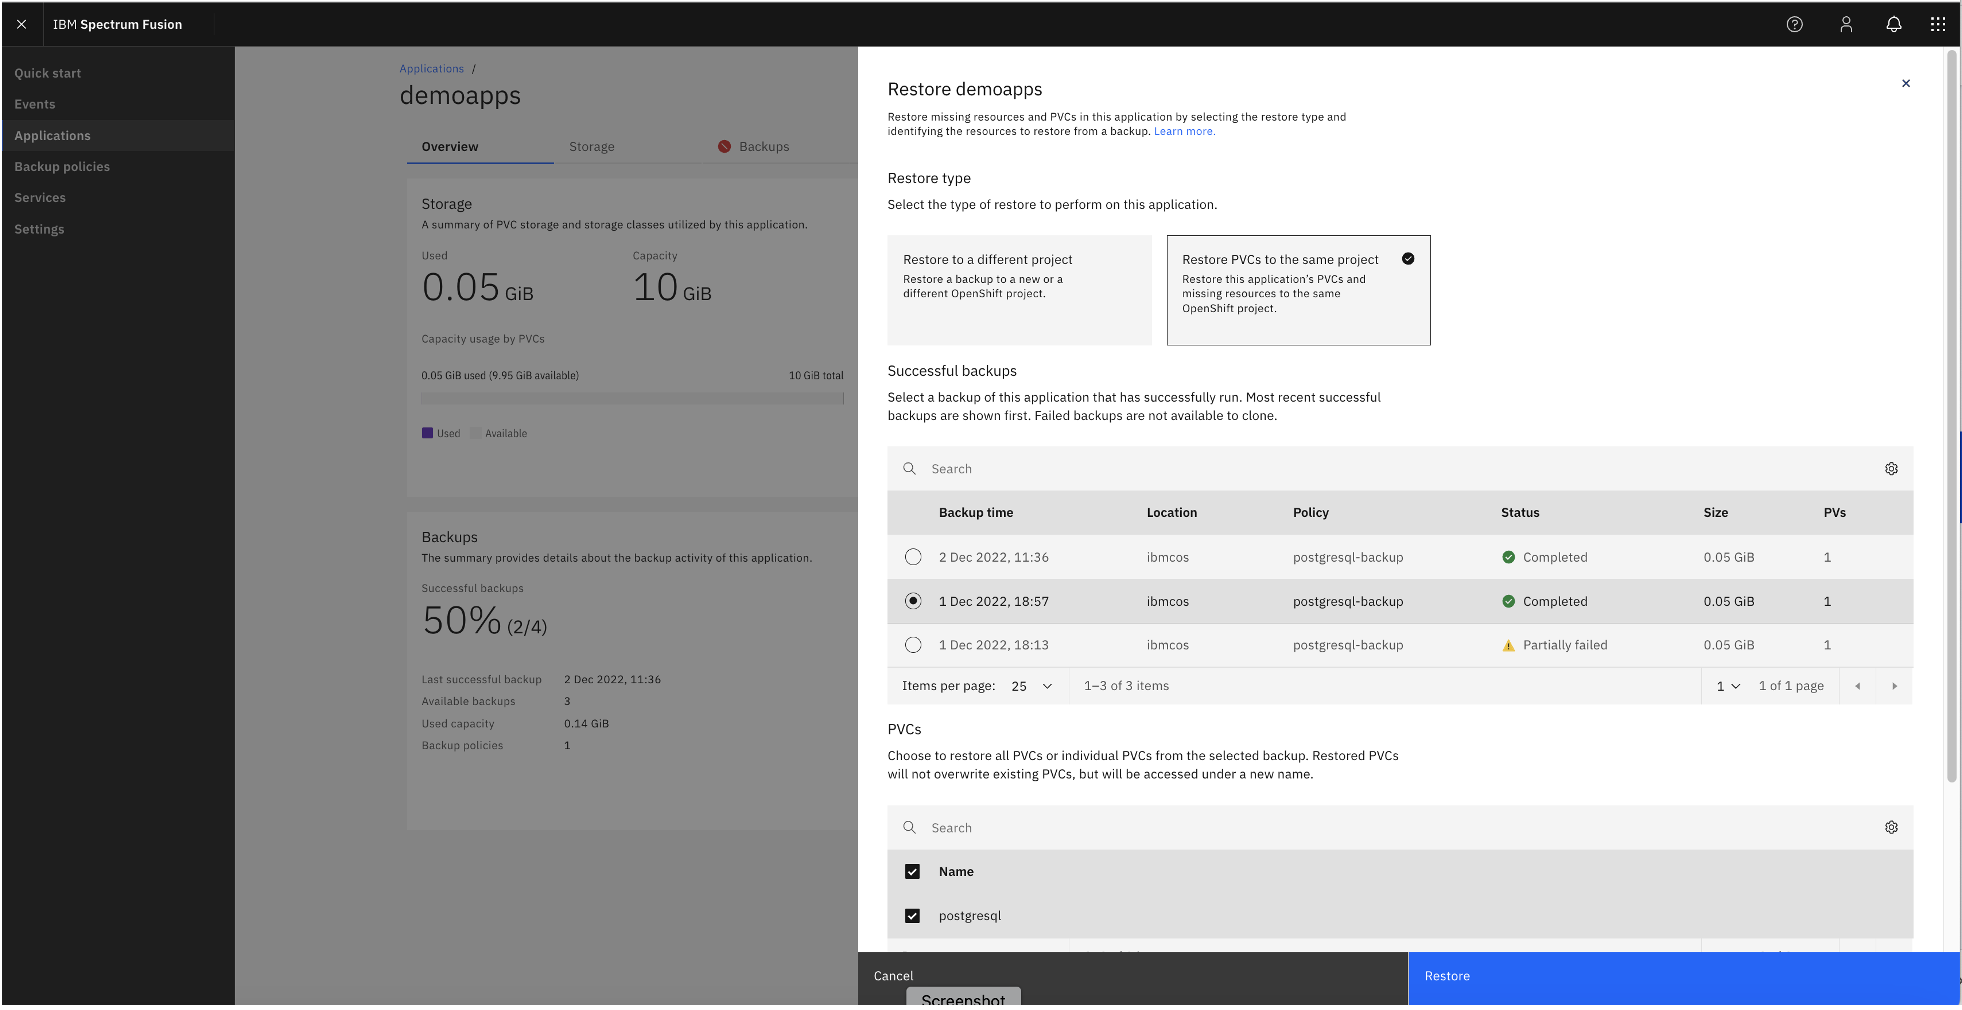 IBM Spectrum Fusion
Quick start
Events
Applications
Backup policies
Services
Settings
Applications /
demoapps
Overview
Storage
Backups
Storage
A summary of PVC storage and storage classes utilized by this application.
Used
Capacity
0.05 GiB
10 GiB
Capacity usage by PVCs
0.05 GiB used (9.95 GiB available)
10 GiB total
Used
Available
Backups
The summary provides details about the backup activity of this application.
Successful backups
50% (2/4)
Last successful backup 2 Dec 2022, 11:36
Available backups 3
Used capacity 0.14 GiB
Backup policies 1
Restore demoapps
Restore missing resources and PVCs in this application by selecting the restore type and
identifying the resources to restore from a backup. Learn more.
Restore type
Select the type of restore to perform on this application.
Restore to a different project
Restore a backup to a new or a
different OpenShift project.
Restore PVCs to the same project
Restore this application's PVCs and
missing resources to the same
OpenShift project.
Successful backups
Select a backup of this application that has successfully run. Most recent successful
backups are shown first. Failed backups are not available to clone.
Search
Backup time Location Policy Status Size PVs
2 Dec 2022, 11:36 ibmcos postgresql-backup Completed 0.05 GiB 1
1 Dec 2022, 18:57 ibmcos postgresql-backup Completed 0.05 GiB 1
1 Dec 2022, 18:13 ibmcos postgresql-backup Partially failed 0.05 GiB 1
Items per page: 25 1–3 of 3 items 1 1 of 1 page
PVCs
Choose to restore all PVCs or individual PVCs from the selected backup. Restored PVCs
will not overwrite existing PVCs, but will be accessed under a new name.
Search
Name
postgresql
Cancel
Restore
Screenshot